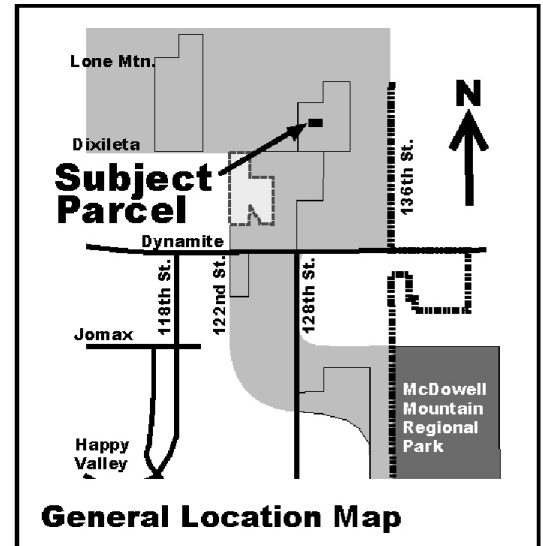 Lone Mtn.
N
Dixileta
Subject
Parcel
136th St.
Dynamite
118th St.
122nd St.
128th St.
Jomax
McDowell
Mountain
Regional
Park
Happy
Valley
General Location Map